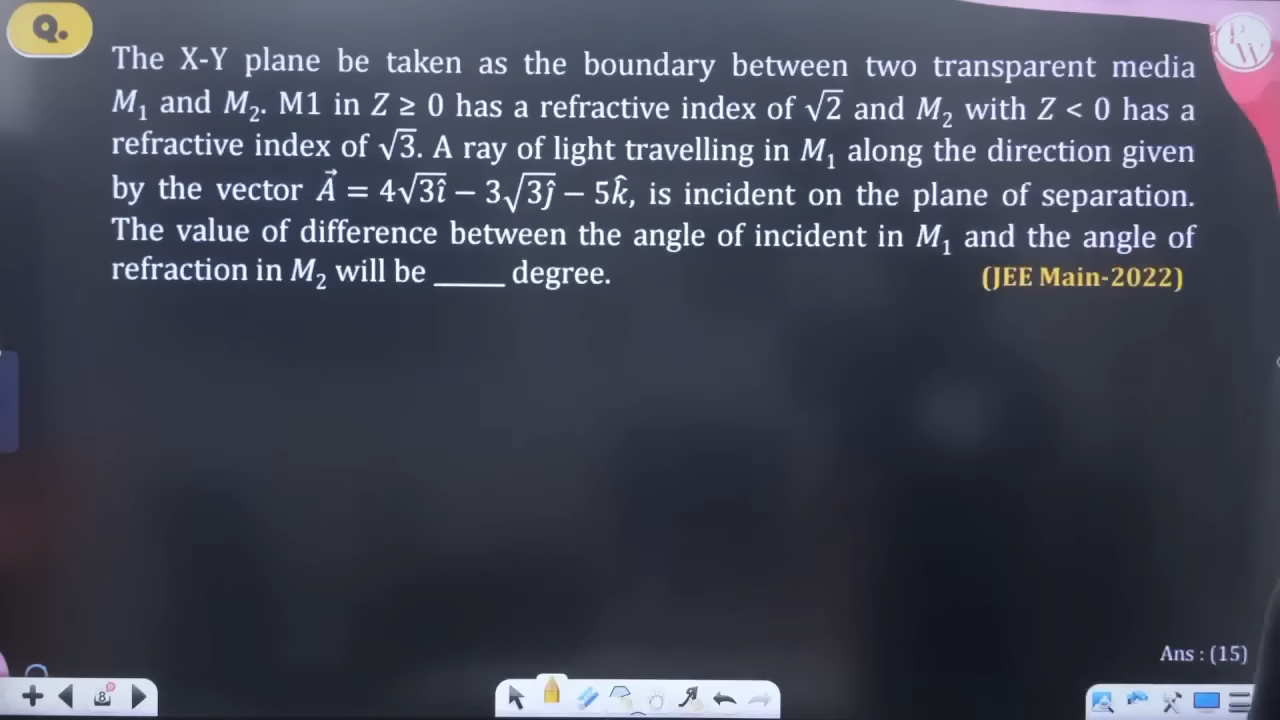 Q.
The X-Y plane be taken as the boundary between two transparent media
M₁ and M₂. M1 in Z ≥ 0 has a refractive index of √2 and M₂ with Z < 0 has a
refractive index of √3. A ray of light travelling in M₁ along the direction given
by the vector A⃗ = 4√3î − 3√3ĵ − 5k̂, is incident on the plane of separation.
The value of difference between the angle of incident in M₁ and the angle of
refraction in M₂ will be ____ degree.
(JEE Main-2022)
Ans : (15)
8
PW